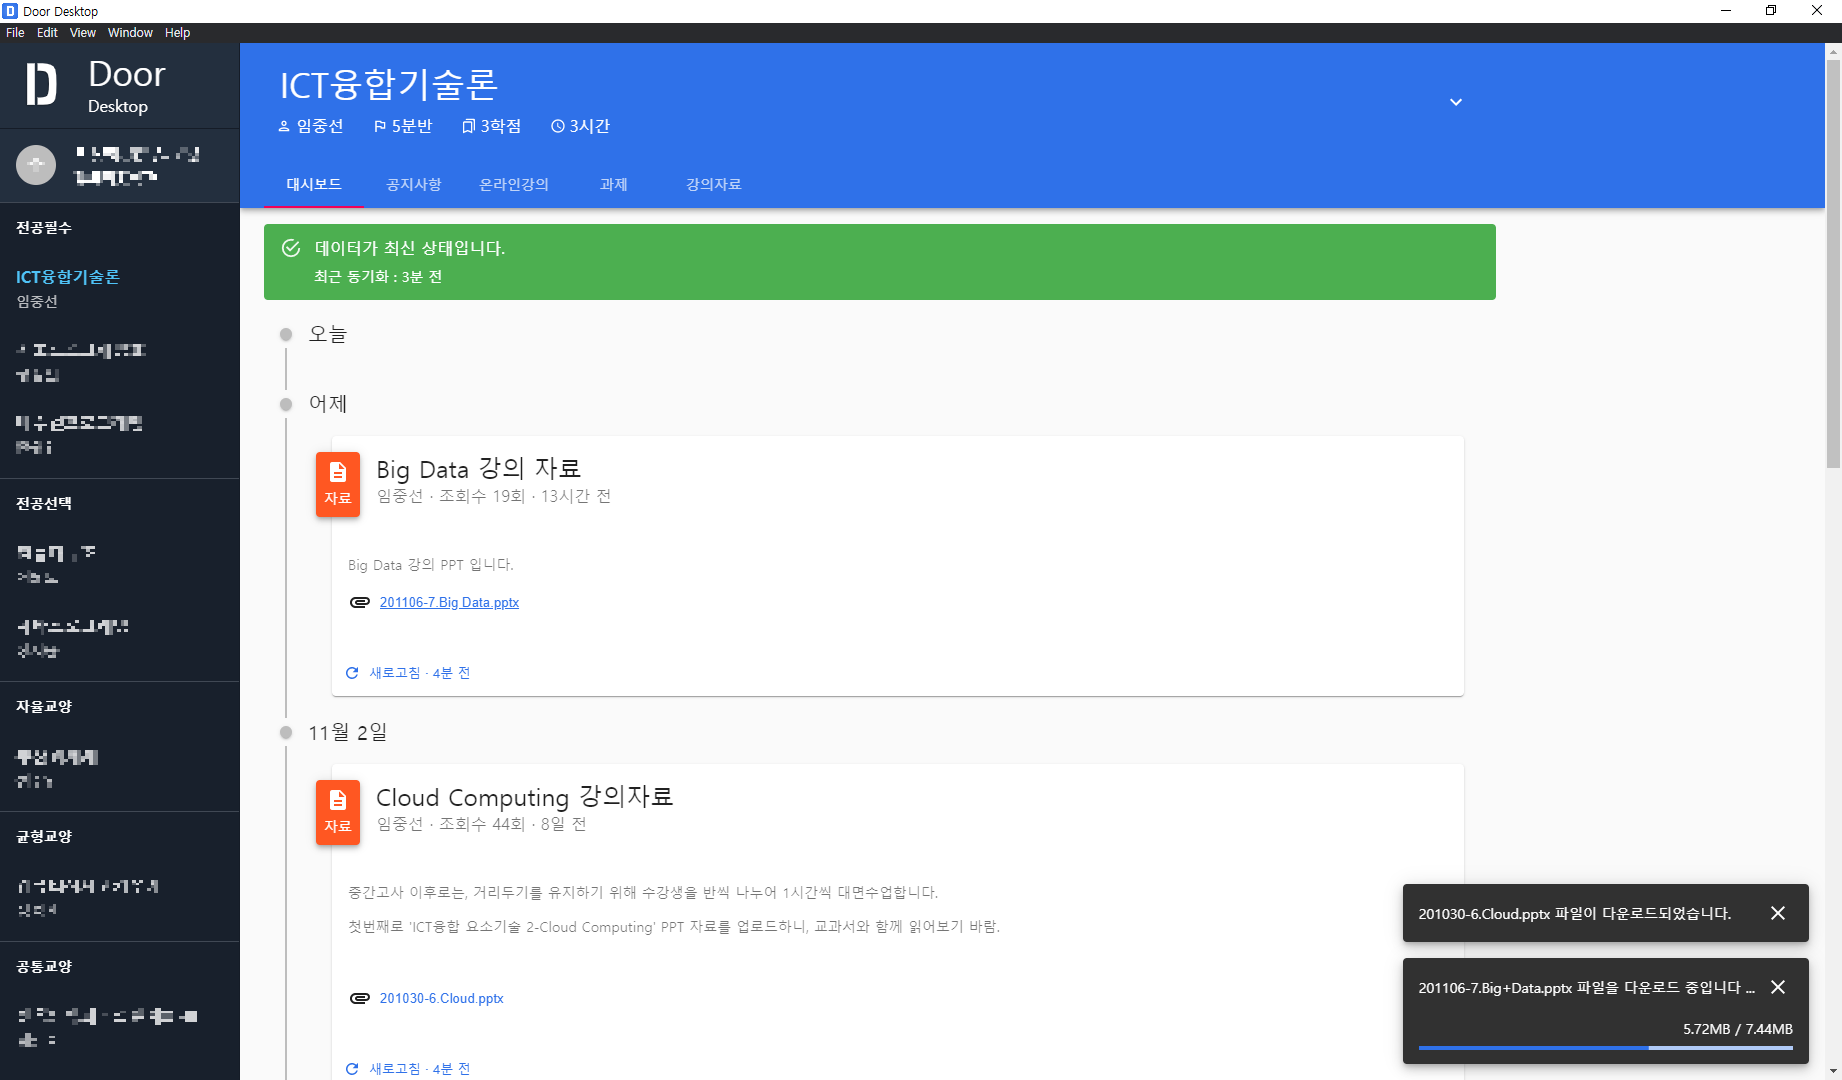 Door Desktop
File Edit View Window Help
Door
Desktop
전공필수
ICT융합기술론
임중선
전공선택
자율교양
균형교양
공통교양
ICT융합기술론
임중선 5분반 3학점 3시간
대시보드 공지사항 온라인강의 과제 강의자료
데이터가 최신 상태입니다.
최근 동기화 : 3분 전
오늘
어제
자료
Big Data 강의 자료
임중선 · 조회수 19회 · 13시간 전
Big Data 강의 PPT 입니다.
201106-7.Big Data.pptx
새로고침 · 4분 전
11월 2일
자료
Cloud Computing 강의자료
임중선 · 조회수 44회 · 8일 전
중간고사 이후로는, 거리두기를 유지하기 위해 수강생을 반씩 나누어 1시간씩 대면수업합니다.
첫번째로 'ICT융합 요소기술 2-Cloud Computing' PPT 자료를 업로드하니, 교과서와 함께 읽어보기 바람.
201030-6.Cloud.pptx
새로고침 · 4분 전
201030-6.Cloud.pptx 파일이 다운로드되었습니다.
201106-7.Big+Data.pptx 파일을 다운로드 중입니다 ...
5.72MB / 7.44MB